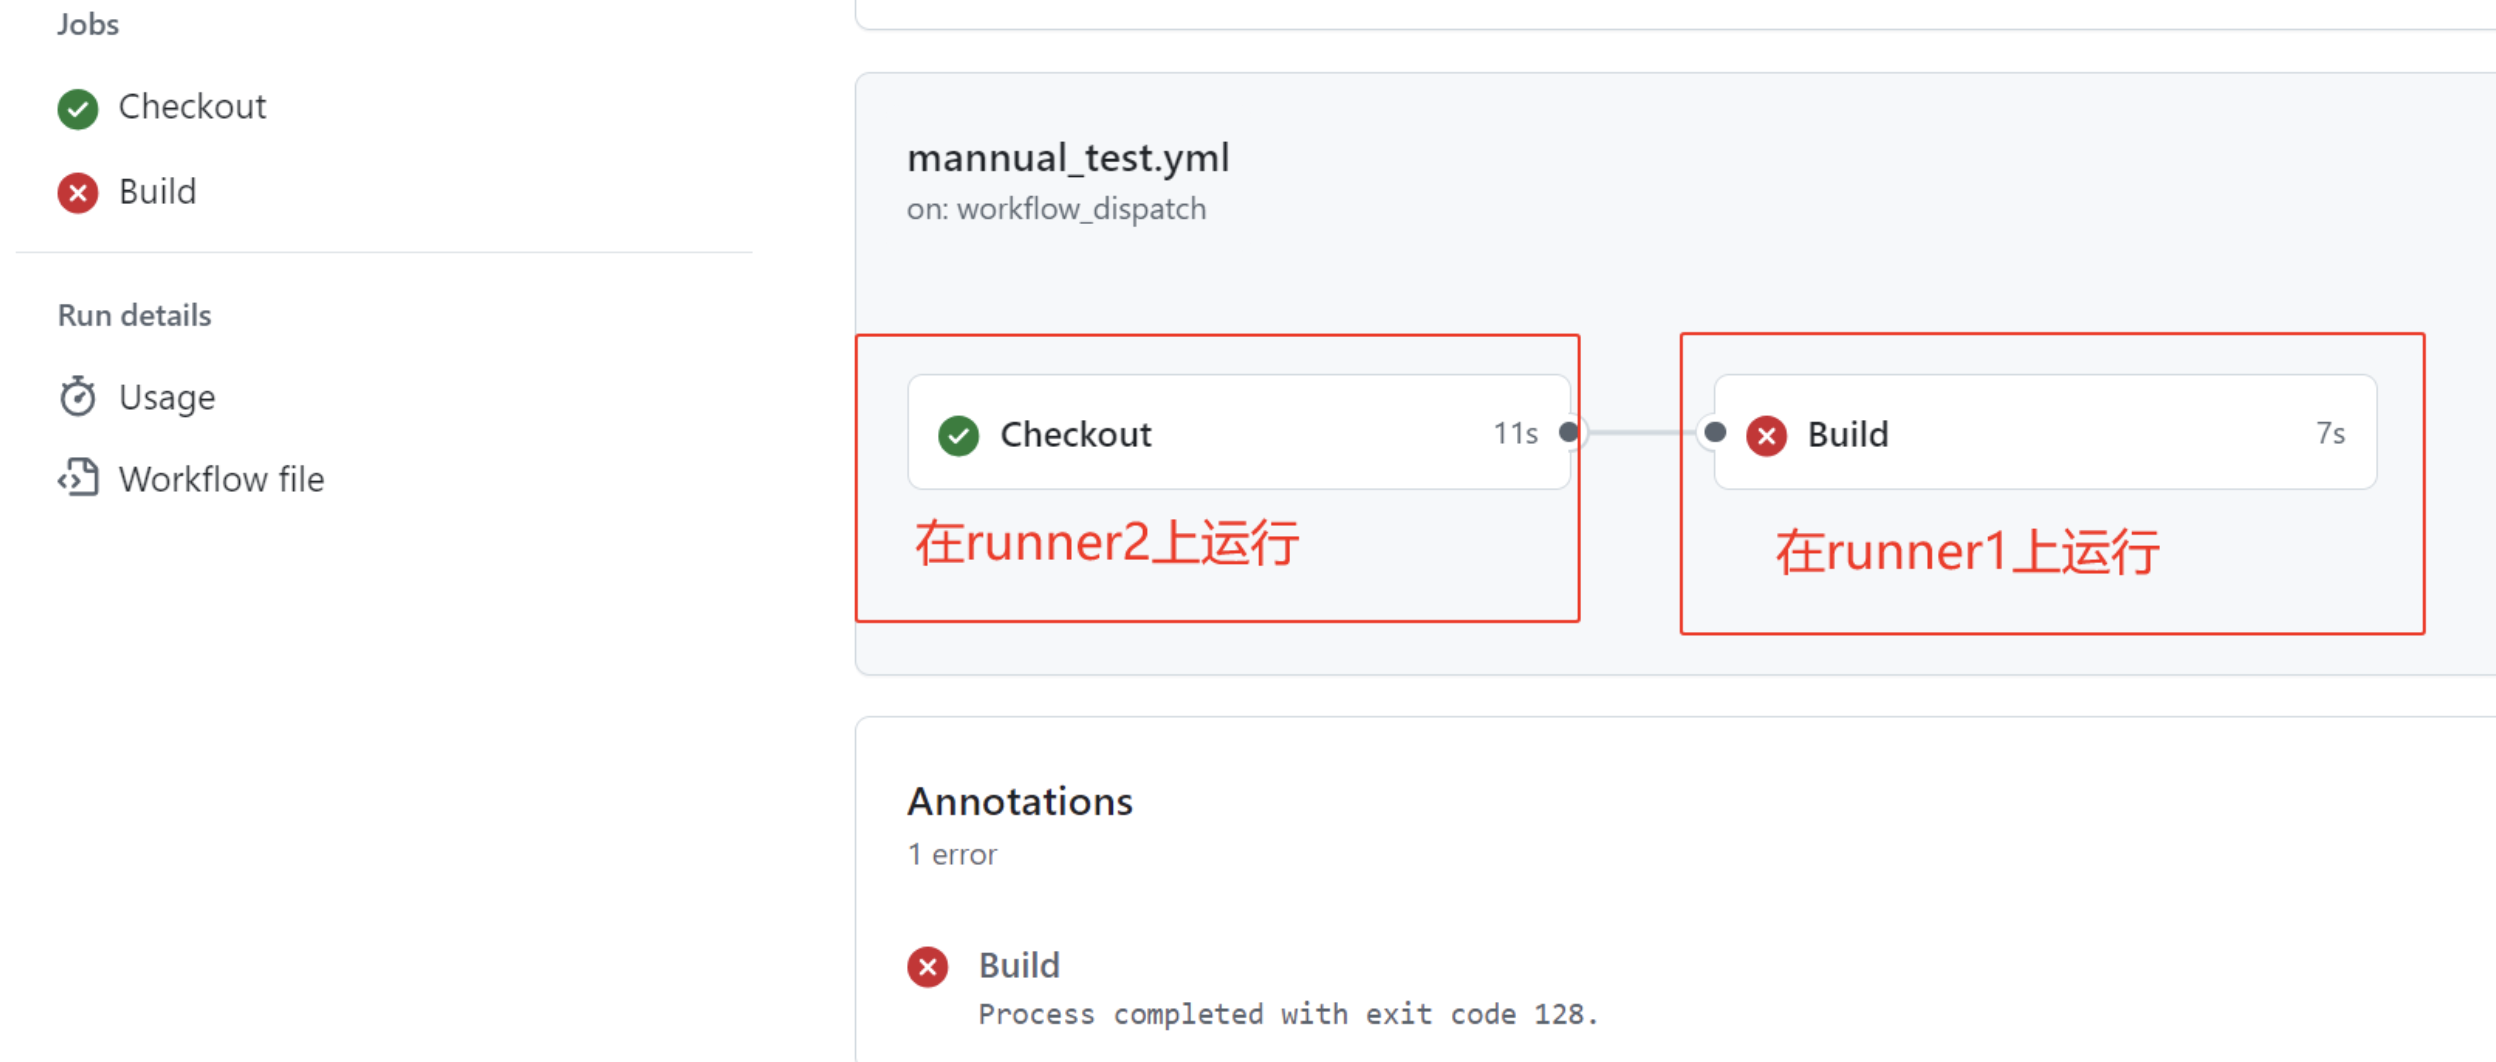 Jobs
Checkout
Build
Run details
Usage
Workflow file
mannual_test.yml
on: workflow_dispatch
Checkout 11s
Build 7s
在runner2上运行
在runner1上运行
Annotations
1 error
Build
Process completed with exit code 128.